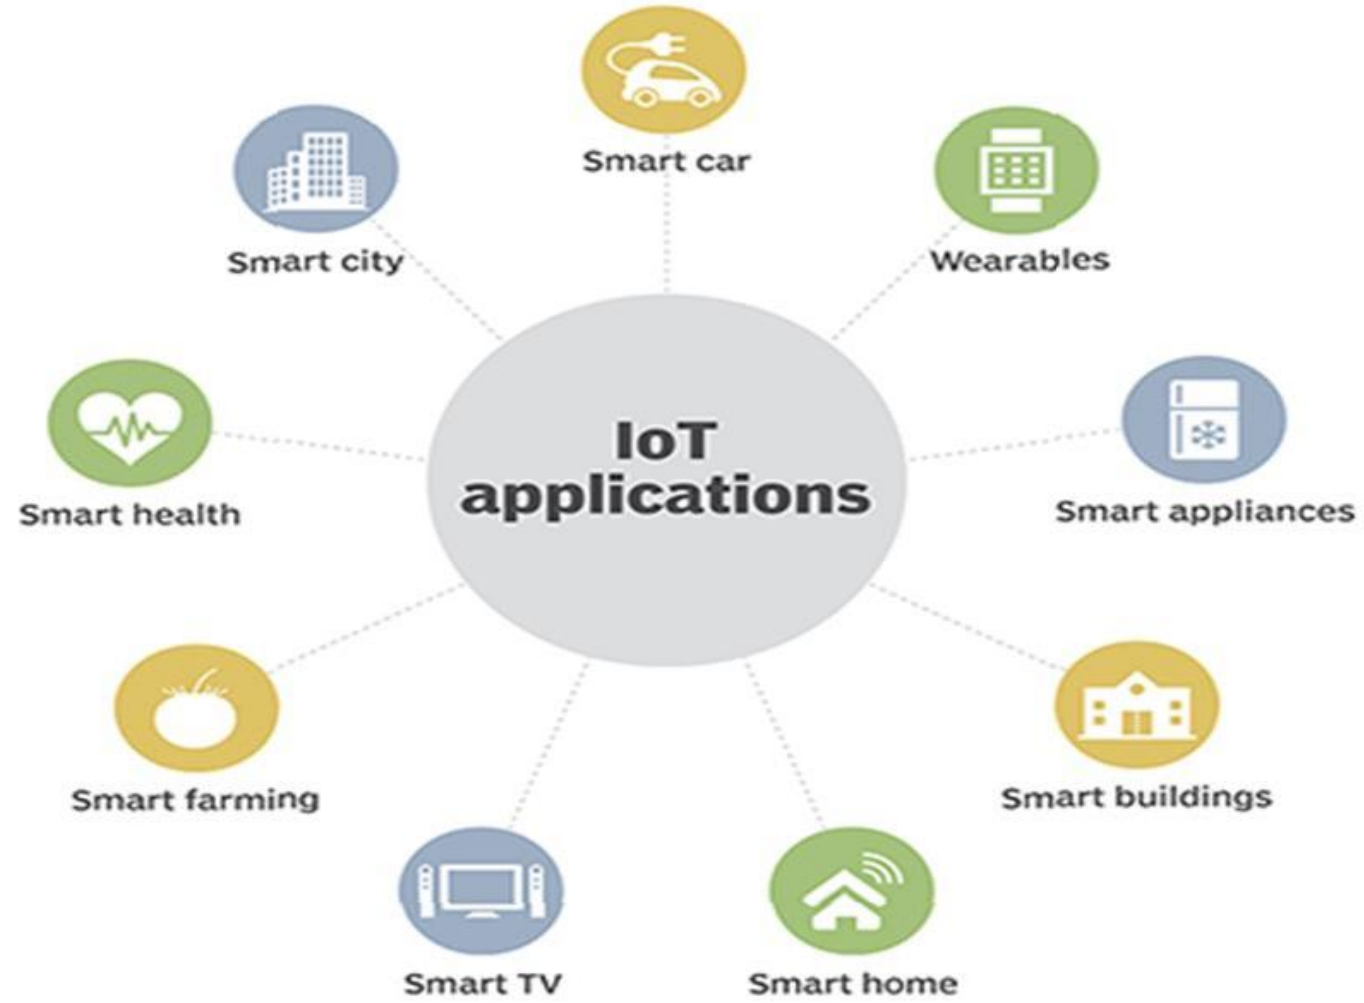 Smart car
Smart city
Wearables
Smart health
IoT
applications
Smart appliances
Smart farming
Smart buildings
Smart TV
Smart home